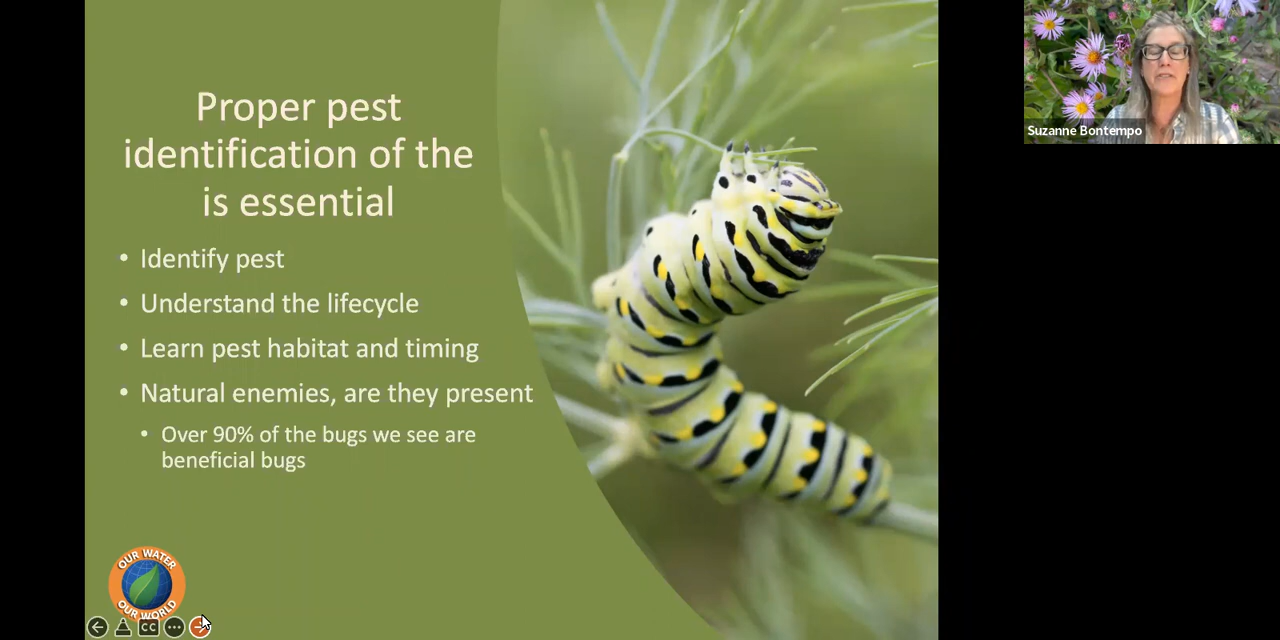 Proper pest
identification of the
is essential
• Identify pest
• Understand the lifecycle
• Learn pest habitat and timing
• Natural enemies, are they present
• Over 90% of the bugs we see are
beneficial bugs
OUR WATER
OUR WORLD
CC
Suzanne Bontempo